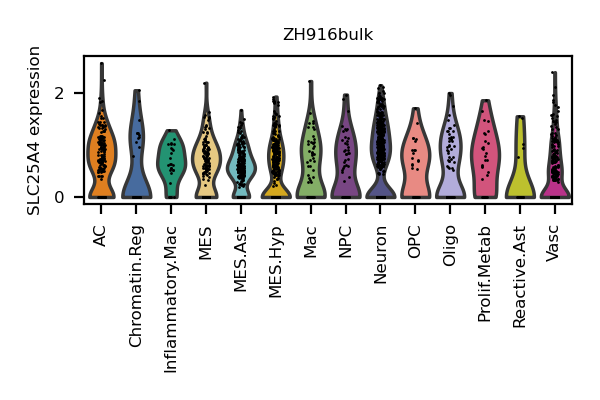 ZH916bulk
SLC25A4 expression
2
0
AC
Chromatin.Reg
Inflammatory.Mac
MES
MES.Ast
MES.Hyp
Mac
NPC
Neuron
OPC
Oligo
Prolif.Metab
Reactive.Ast
Vasc